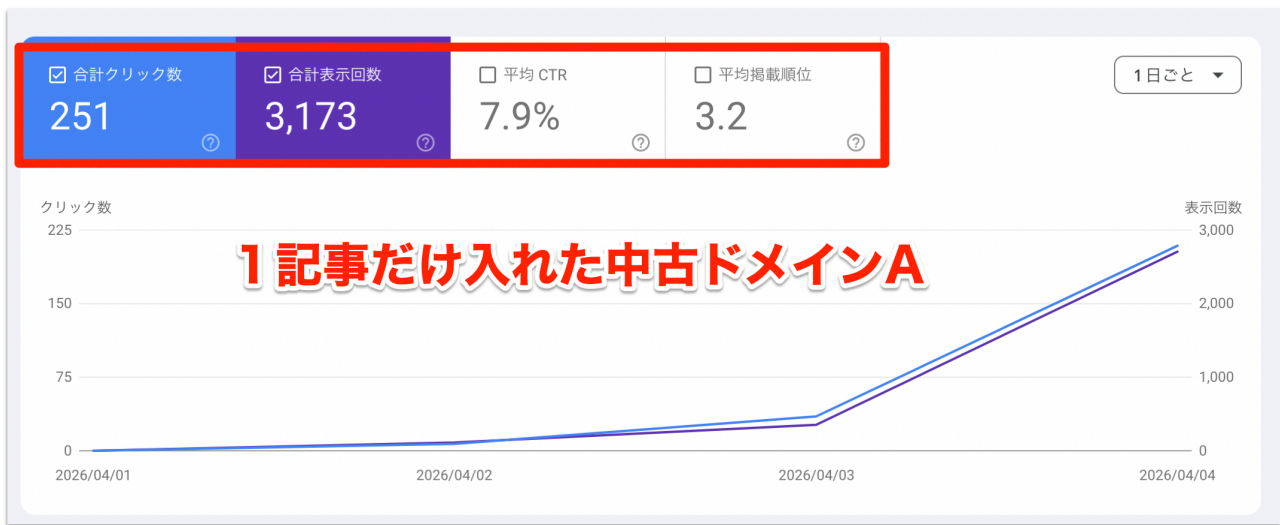 合計クリック数
251
合計表示回数
3,173
平均 CTR
7.9%
平均掲載順位
3.2
1日ごと
クリック数
表示回数
225
3,000
1記事だけ入れた中古ドメインA
150
2,000
75
1,000
0
0
2026/04/01
2026/04/02
2026/04/03
2026/04/04